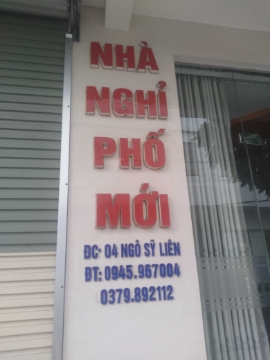 NHÀ
NGHỈ
PHỐ
MỚI
ĐC: 04 NGÔ SỸ LIÊN
ĐT: 0945.967004
0379.892112